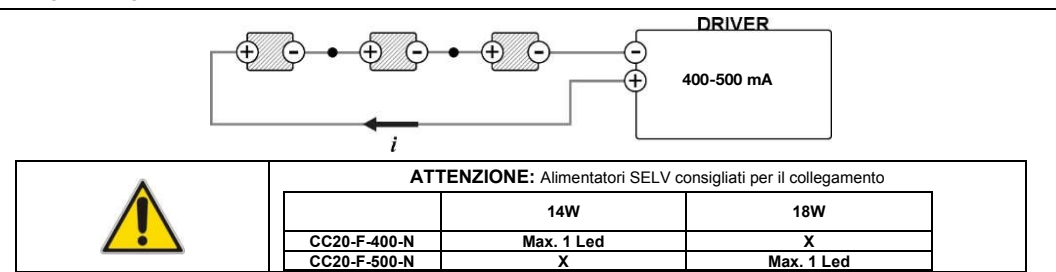 DRIVER
+ - + - + - -
+ 400-500 mA
i
ATTENZIONE: Alimentatori SELV consigliati per il collegamento
14W 18W
CC20-F-400-N Max. 1 Led X
CC20-F-500-N X Max. 1 Led